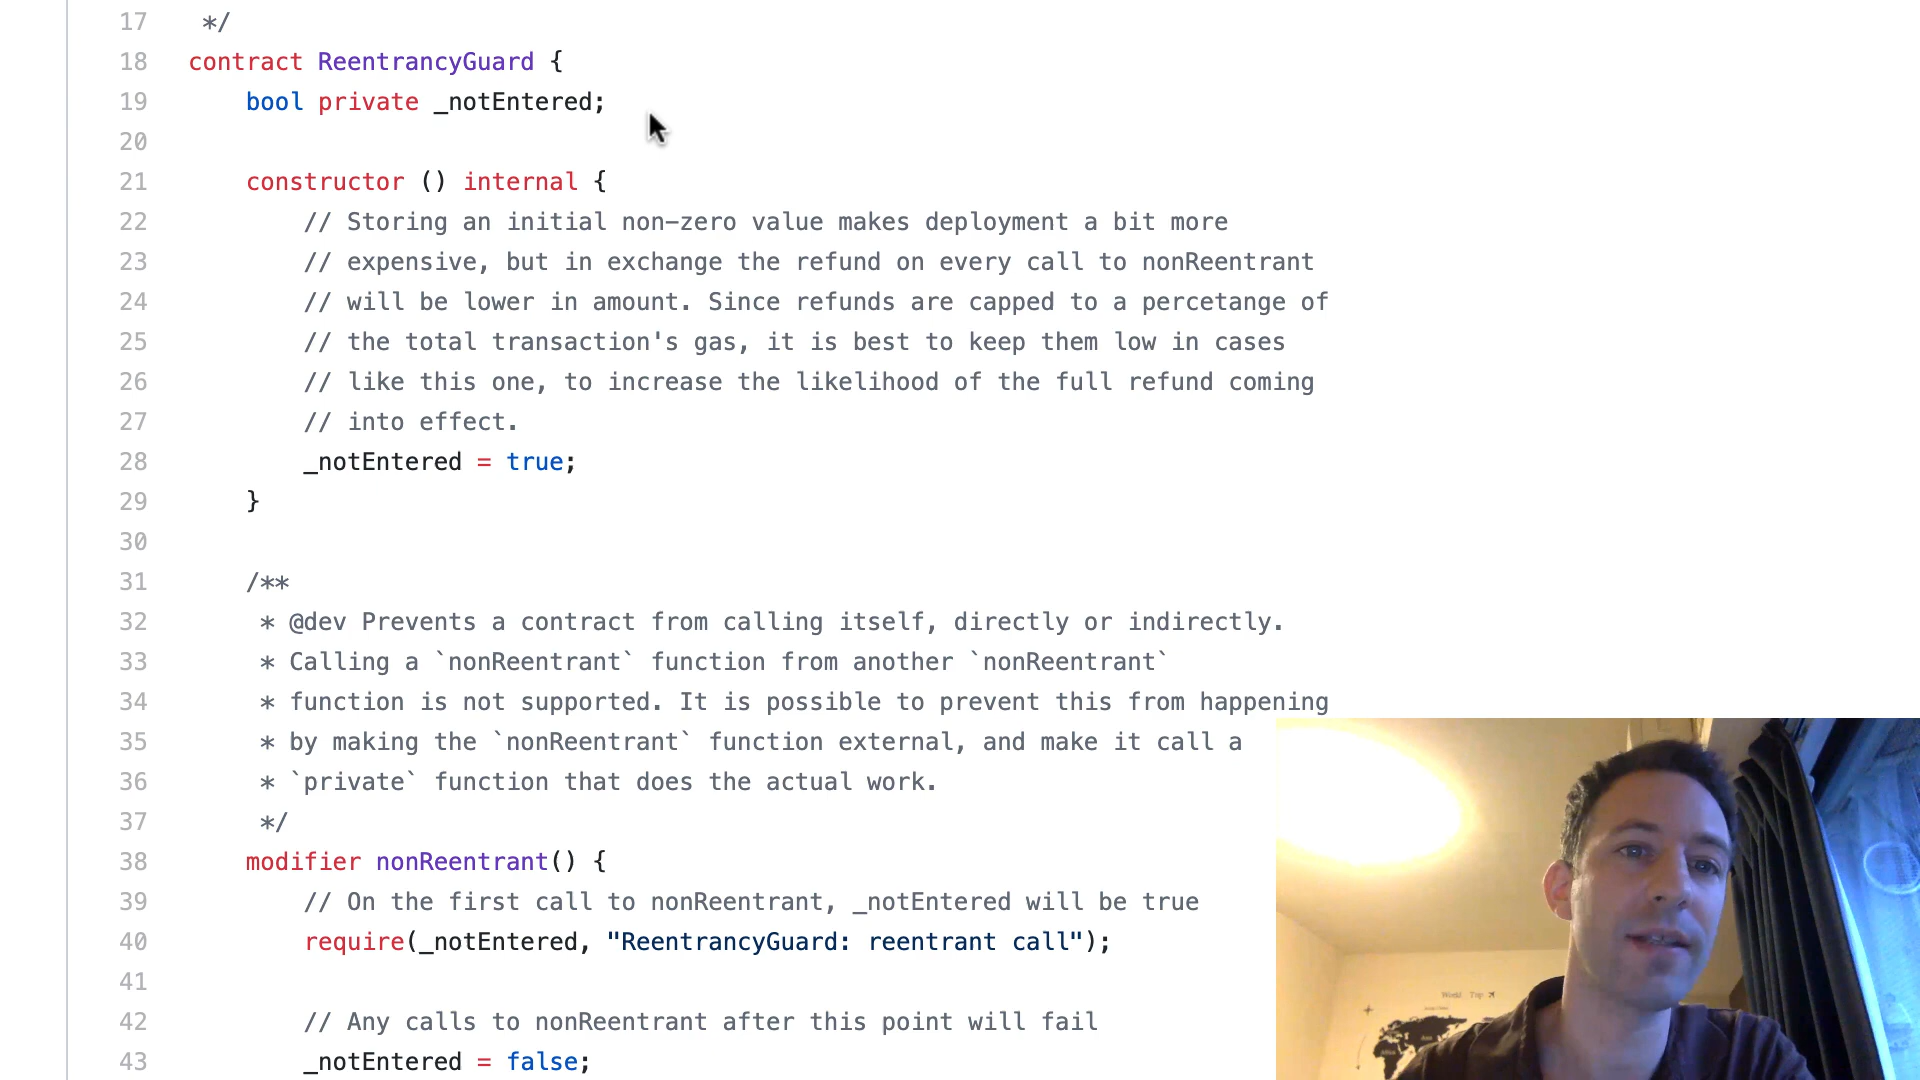 17 */
18 contract ReentrancyGuard {
19 bool private _notEntered;
20
21 constructor () internal {
22 // Storing an initial non-zero value makes deployment a bit more
23 // expensive, but in exchange the refund on every call to nonReentrant
24 // will be lower in amount. Since refunds are capped to a percetange of
25 // the total transaction's gas, it is best to keep them low in cases
26 // like this one, to increase the likelihood of the full refund coming
27 // into effect.
28 _notEntered = true;
29 }
30
31 /**
32 * @dev Prevents a contract from calling itself, directly or indirectly.
33 * Calling a `nonReentrant` function from another `nonReentrant`
34 * function is not supported. It is possible to prevent this from happening
35 * by making the `nonReentrant` function external, and make it call a
36 * `private` function that does the actual work.
37 */
38 modifier nonReentrant() {
39 // On the first call to nonReentrant, _notEntered will be true
40 require(_notEntered, "ReentrancyGuard: reentrant call");
41
42 // Any calls to nonReentrant after this point will fail
43 _notEntered = false;